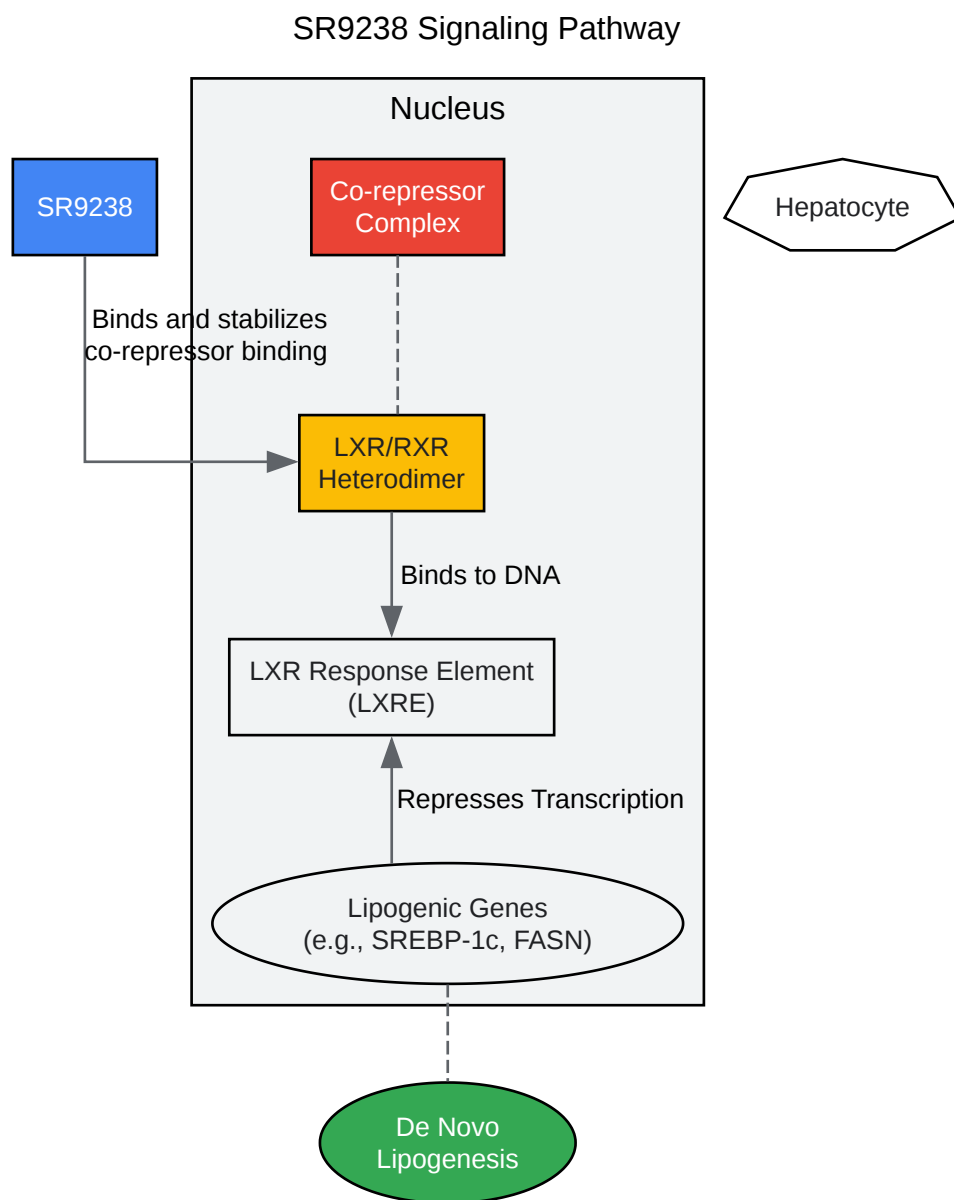 SR9238 Signaling Pathway
Nucleus
SR9238
Co-repressor
Complex
Hepatocyte
Binds and stabilizes
co-repressor binding
LXR/RXR
Heterodimer
Binds to DNA
LXR Response Element
(LXRE)
Represses Transcription
Lipogenic Genes
(e.g., SREBP-1c, FASN)
De Novo
Lipogenesis